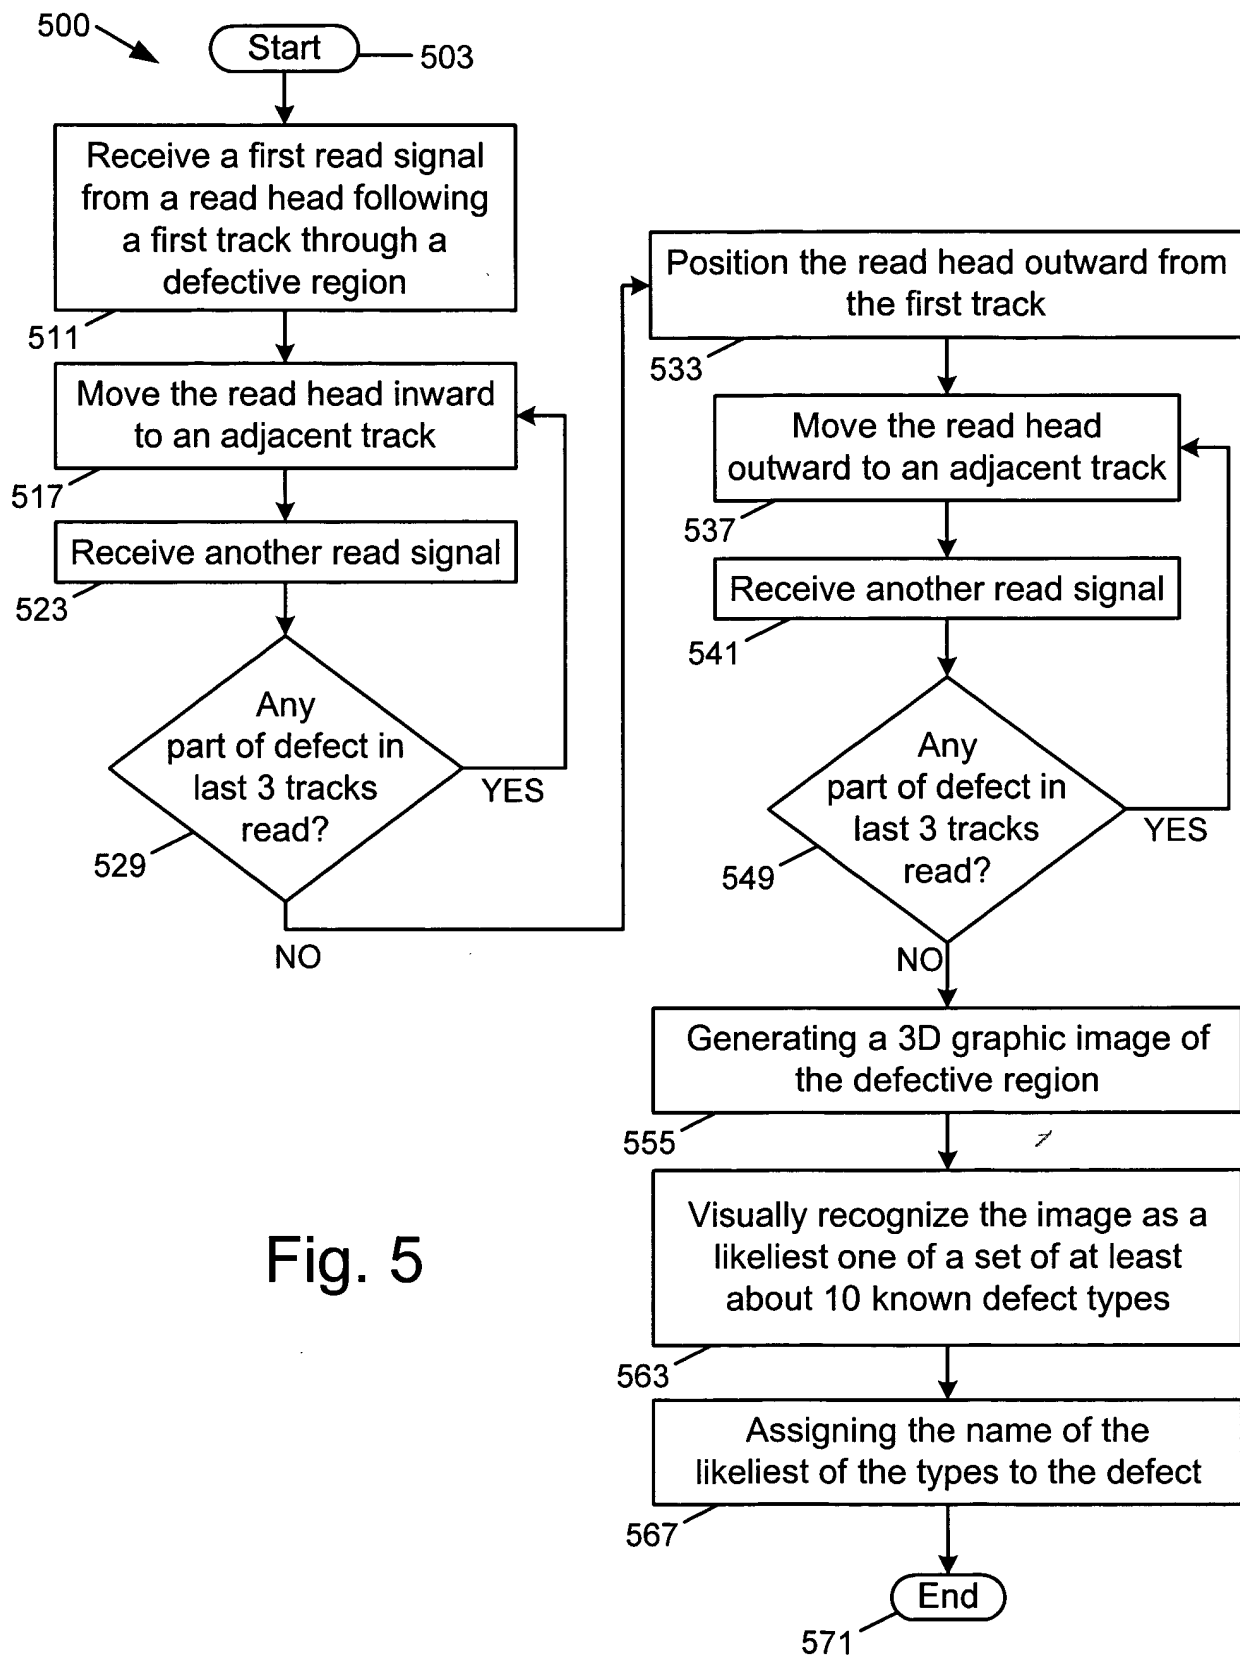 500
Start
503
Receive a first read signal
from a read head following
a first track through a
defective region
511
Move the read head inward
to an adjacent track
517
Receive another read signal
523
Any
part of defect in
last 3 tracks
read?
YES
529
NO
Position the read head outward from
the first track
533
Move the read head
outward to an adjacent track
537
Receive another read signal
541
Any
part of defect in
last 3 tracks
read?
YES
549
NO
Generating a 3D graphic image of
the defective region
555
Visually recognize the image as a
likeliest one of a set of at least
about 10 known defect types
563
Assigning the name of the
likeliest of the types to the defect
567
End
571
Fig. 5